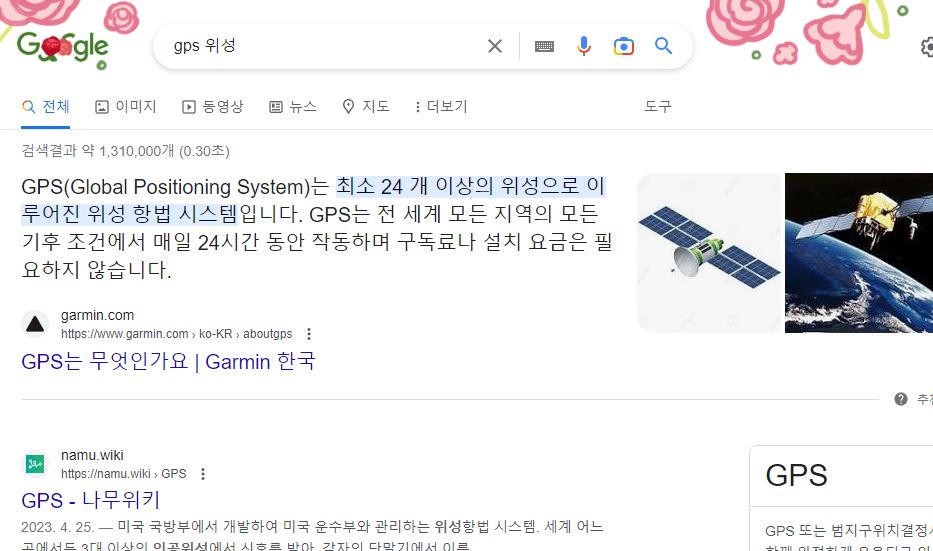 Google
gps 위성
전체 이미지 동영상 뉴스 지도 더보기 도구
검색결과 약 1,310,000개 (0.30초)
GPS(Global Positioning System)는 최소 24 개 이상의 위성으로 이
루어진 위성 항법 시스템입니다. GPS는 전 세계 모든 지역의 모든
기후 조건에서 매일 24시간 동안 작동하며 구독료나 설치 요금은 필
요하지 않습니다.
garmin.com
https://www.garmin.com › ko-KR › aboutgps
GPS는 무엇인가요 | Garmin 한국
추천
namu.wiki
https://namu.wiki › GPS
GPS - 나무위키
2023. 4. 25. — 미국 국방부에서 개발하여 미국 운수부와 관리하는 위성항법 시스템. 세계 어느
곳에서든 3대 이상의 인공위성에서 신호를 받아, 각자의 단말기에서 이를
GPS
GPS 또는 범지구위치결정시